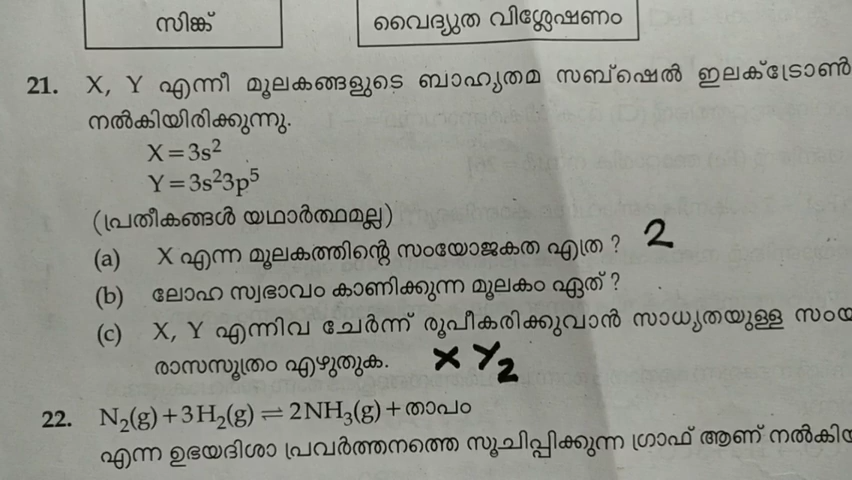 സിങ്ക്
വൈദ്യുത വിശ്ലേഷണം
21. X, Y എന്നീ മൂലകങ്ങളുടെ ബാഹ്യതമ സബ്ഷെൽ ഇലക്ട്രോൺ
നൽകിയിരിക്കുന്നു.
X=3s²
Y=3s²3p⁵
(പ്രതീകങ്ങൾ യഥാർത്ഥമല്ല)
(a) X എന്ന മൂലകത്തിന്റെ സംയോജകത എത്ര? 2
(b) ലോഹ സ്വഭാവം കാണിക്കുന്ന മൂലകം ഏത്?
(c) X, Y എന്നിവ ചേർന്ന് രൂപീകരിക്കുവാൻ സാധ്യതയുള്ള
രാസസൂത്രം എഴുതുക. XY₂
22. N₂(g)+3H₂(g)⇌2NH₃(g)+താപം
എന്ന ഉഭയദിശാ പ്രവർത്തനത്തെ സൂചിപ്പിക്കുന്ന ഗ്രാഫ് ആണ്